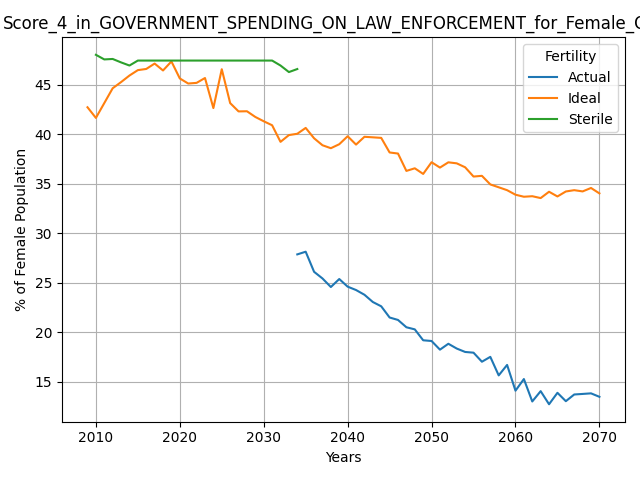 Score_4_in_GOVERNMENT_SPENDING_ON_LAW_ENFORCEMENT_for_Female_
Fertility
Actual
Ideal
Sterile
% of Female Population
45
40
35
30
25
20
15
2010 2020 2030 2040 2050 2060 2070
Years